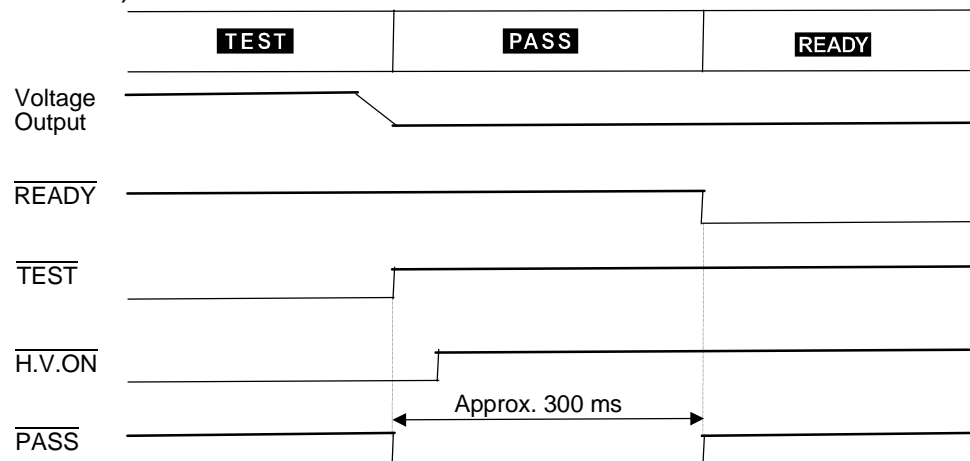 TEST PASS READY
Voltage
Output
READY
TEST
H.V.ON
Approx. 300 ms
PASS